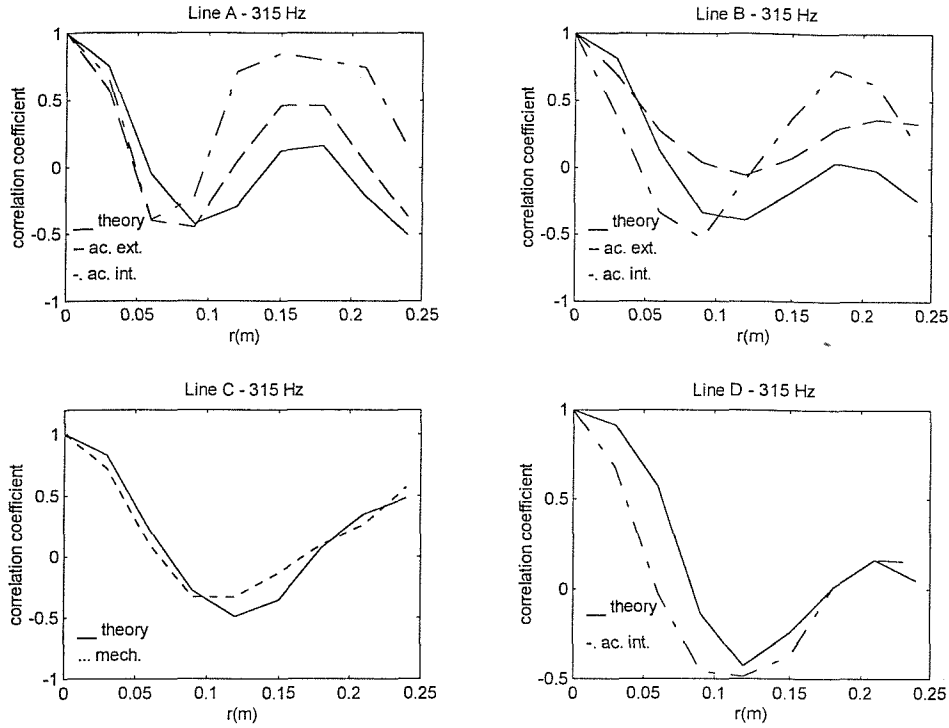 Line A - 315 Hz
1
0.5
0
-0.5
-1
correlation coefficient
theory
ac. ext.
-. ac. int.
0
0.05
0.1
0.15
0.2
0.25
r(m)
Line B - 315 Hz
1
0.5
0
-0.5
-1
correlation coefficient
theory
ac. ext.
-. ac. int.
0
0.05
0.1
0.15
0.2
0.25
r(m)
Line C - 315 Hz
1
0.5
0
-0.5
-1
correlation coefficient
theory
... mech.
0
0.05
0.1
0.15
0.2
0.25
r(m)
Line D - 315 Hz
1
0.5
0
-0.5
correlation coefficient
theory
-. ac. int.
0
0.05
0.1
0.15
0.2
0.25
r(m)